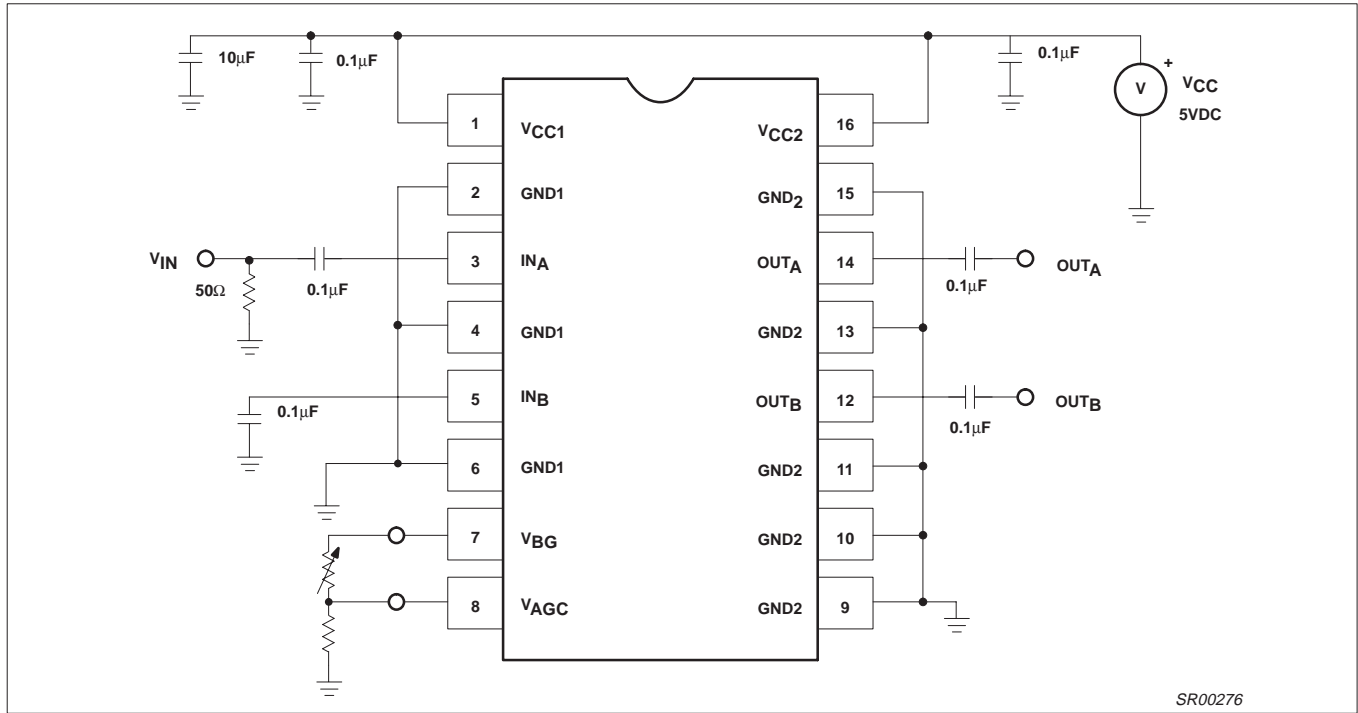 10μF
0.1μF
0.1μF
+
V
VCC
5VDC
1
VCC1
VCC2
16
2
GND1
GND2
15
VIN
50Ω
0.1μF
3
INA
OUTA
14
0.1μF
OUTA
4
GND1
GND2
13
0.1μF
5
INB
OUTB
12
0.1μF
OUTB
6
GND1
GND2
11
7
VBG
GND2
10
8
VAGC
GND2
9
SR00276